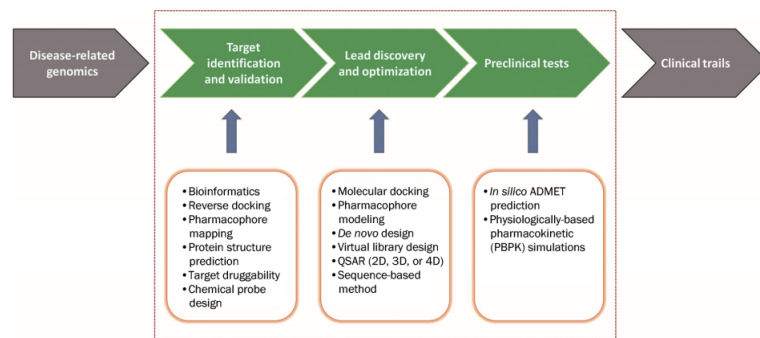 Disease-related
genomics
Target
identification
and validation
Lead discovery
and optimization
Preclinical tests
Clinical trails
• Bioinformatics
• Reverse docking
• Pharmacophore
mapping
• Protein structure
prediction
• Target druggability
• Chemical probe
design
• Molecular docking
• Pharmacophore
modeling
• De novo design
• Virtual library design
• QSAR (2D, 3D, or 4D)
• Sequence-based
method
• In silico ADMET
prediction
• Physiologically-based
pharmacokinetic
(PBPK) simulations